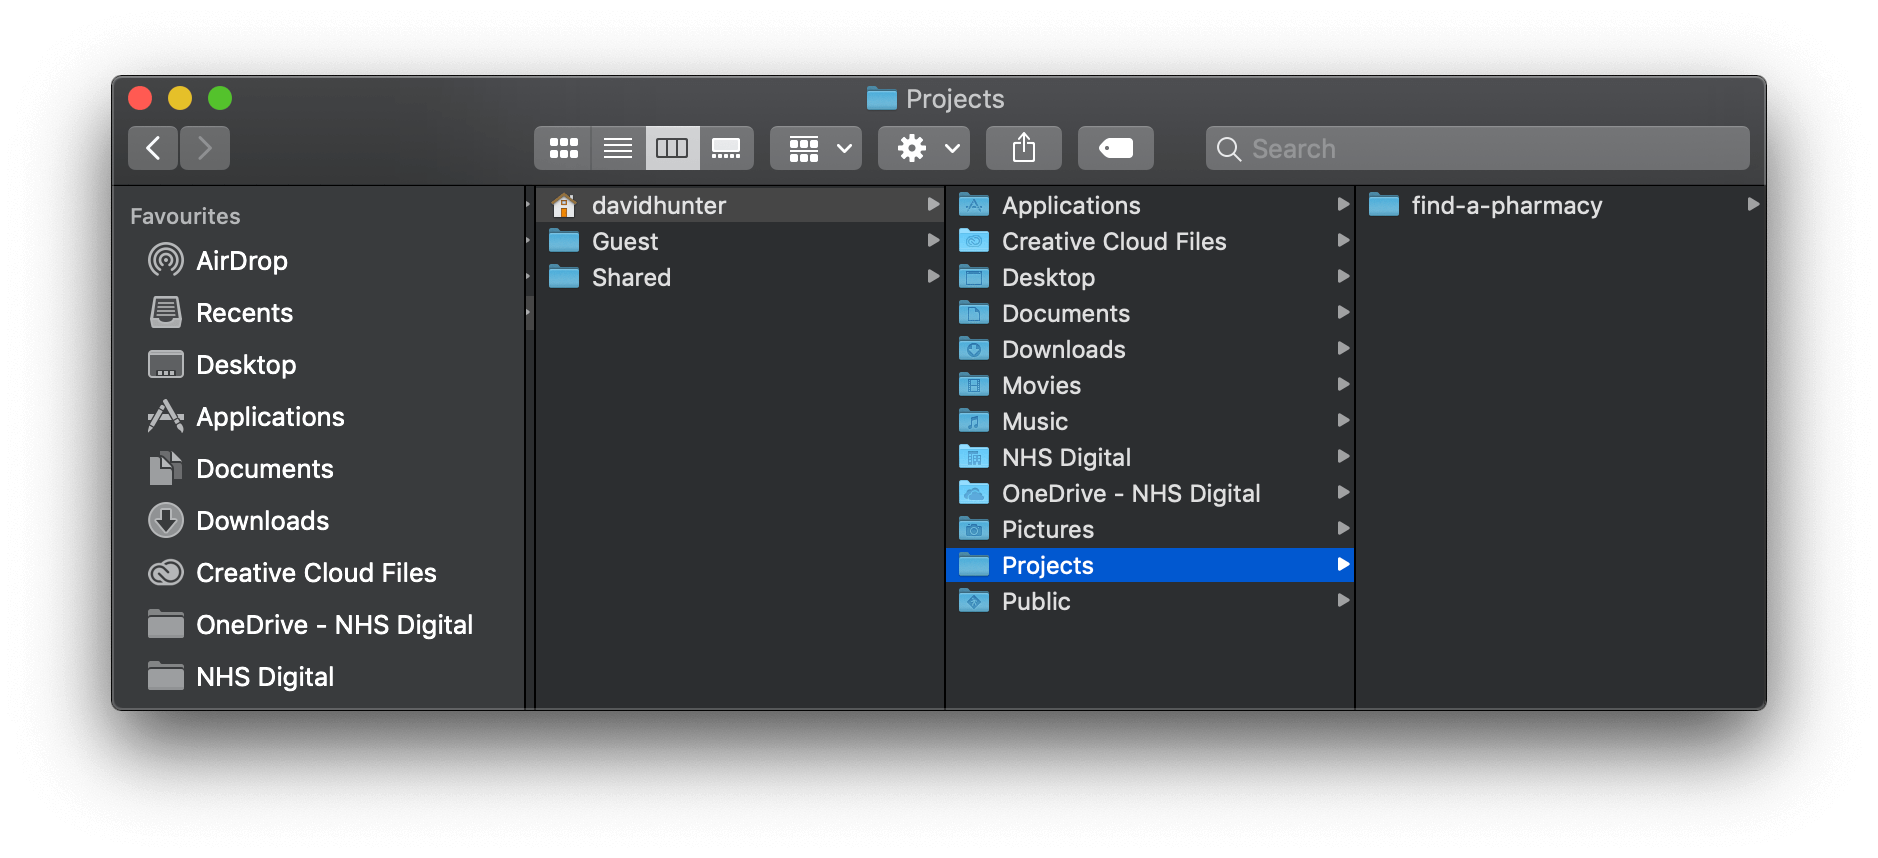 Projects
Search
Favourites
AirDrop
Recents
Desktop
Applications
Documents
Downloads
Creative Cloud Files
OneDrive - NHS Digital
NHS Digital
davidhunter
Guest
Shared
Applications
Creative Cloud Files
Desktop
Documents
Downloads
Movies
Music
NHS Digital
OneDrive - NHS Digital
Pictures
Projects
Public
find-a-pharmacy